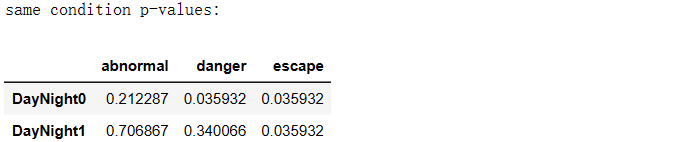 same condition p-values:
abnormal danger escape
DayNight0 0.212287 0.035932 0.035932
DayNight1 0.706867 0.340066 0.035932